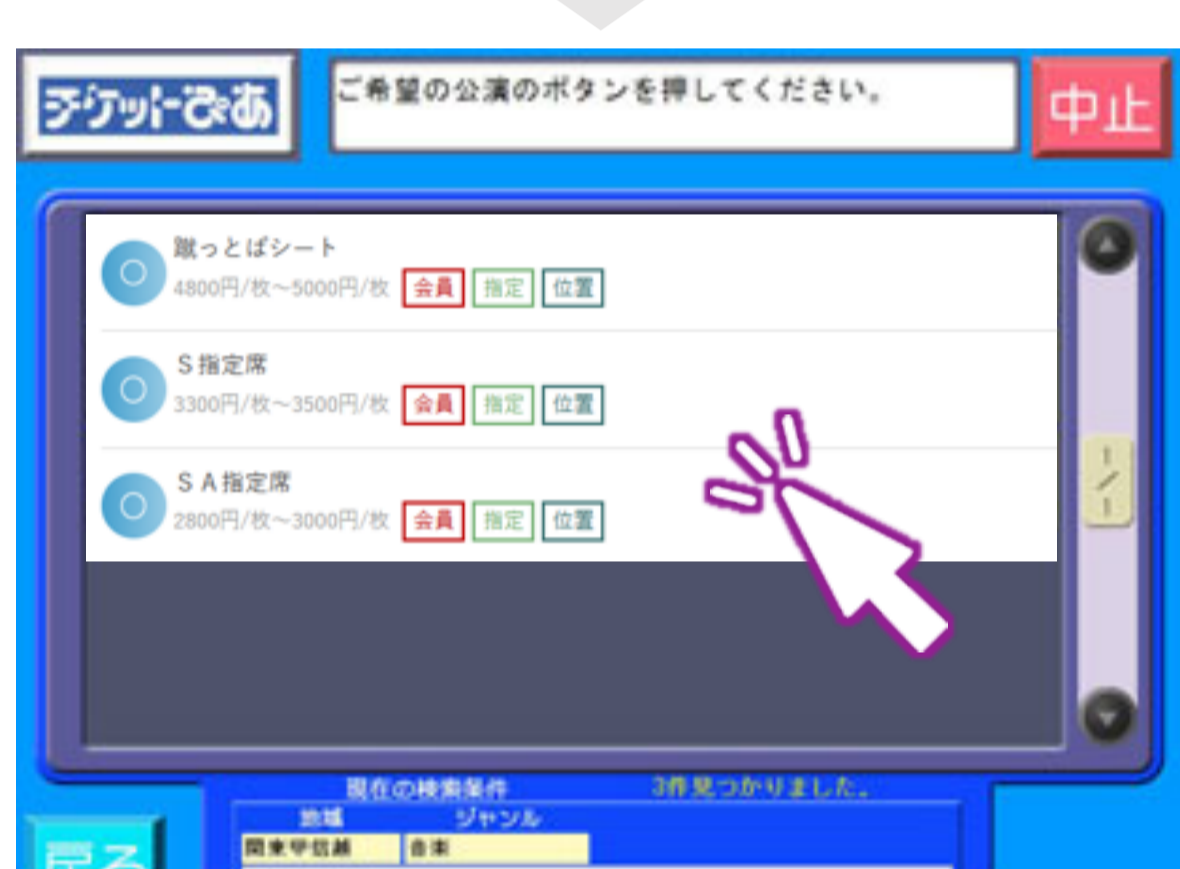 チケットぴあ
ご希望の公演のボタンを押してください。
中止
蹴っとばシート
4800円/枚～5000円/枚 会員 指定 位置
S指定席
3300円/枚～3500円/枚 会員 指定 位置
SA指定席
2800円/枚～3000円/枚 会員 指定 位置
1/1
現在の検索条件 3件見つかりました。
地域 ジャンル
関東甲信越 音楽
戻る